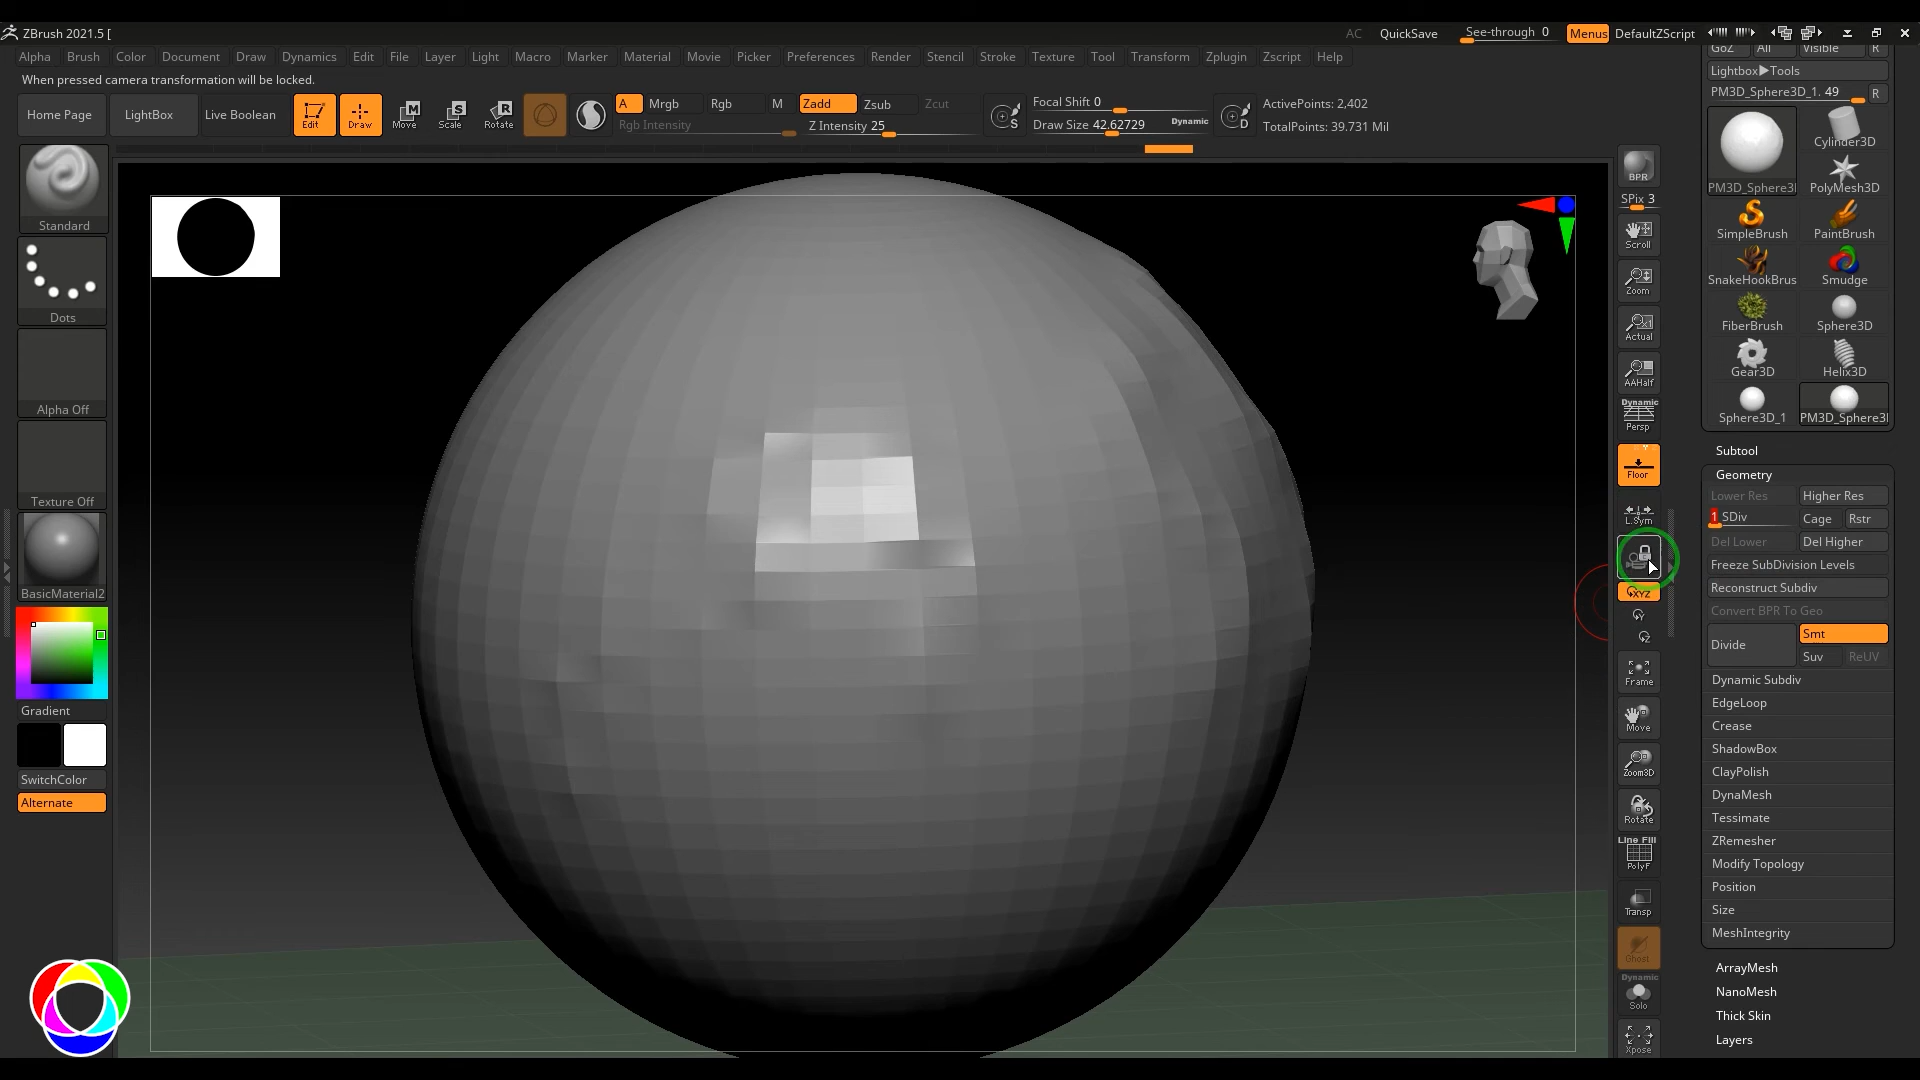 ZBrush 2021.5 [
AC QuickSave See-through 0 Menus DefaultZScript
Alpha Brush Color Document Draw Dynamics Edit File Layer Light Macro Marker Material Movie Picker Preferences Render Stencil Stroke Texture Tool Transform Zplugin Zscript Help
When pressed camera transformation will be locked.
Home Page LightBox Live Boolean Edit Draw Move Scale Rotate
A Mrgb Rgb M Zadd Zsub Zcut
Rgb Intensity Z Intensity 25
S
Focal Shift 0
Draw Size 42.62729 Dynamic
D
ActivePoints: 2,402
TotalPoints: 39.731 Mil
Standard
Dots
Alpha Off
Texture Off
BasicMaterial2
Gradient
SwitchColor
Alternate
BPR
SPix 3
Scroll
Zoom
Actual
AAHalf
Dynamic
Persp
Floor
L.Sym
XYZ
Y
Z
Frame
Move
Zoom3D
Rotate
Line Fill
PolyF
Transp
Ghost
Dynamic
Solo
Xpose
GoZ All Visible R
Lightbox▶Tools
PM3D_Sphere3D_1. 49 R
PM3D_Sphere3I Cylinder3D
PolyMesh3D
SimpleBrush PaintBrush
SnakeHookBrus Smudge
FiberBrush Sphere3D
Gear3D Helix3D
Sphere3D_1 PM3D_Sphere3I
Subtool
Geometry
Lower Res Higher Res
1 SDiv Cage Rstr
Del Lower Del Higher
Freeze SubDivision Levels
Reconstruct Subdiv
Convert BPR To Geo
Divide Smt
Suv ReUV
Dynamic Subdiv
EdgeLoop
Crease
ShadowBox
ClayPolish
DynaMesh
Tessimate
ZRemesher
Modify Topology
Position
Size
MeshIntegrity
ArrayMesh
NanoMesh
Thick Skin
Layers